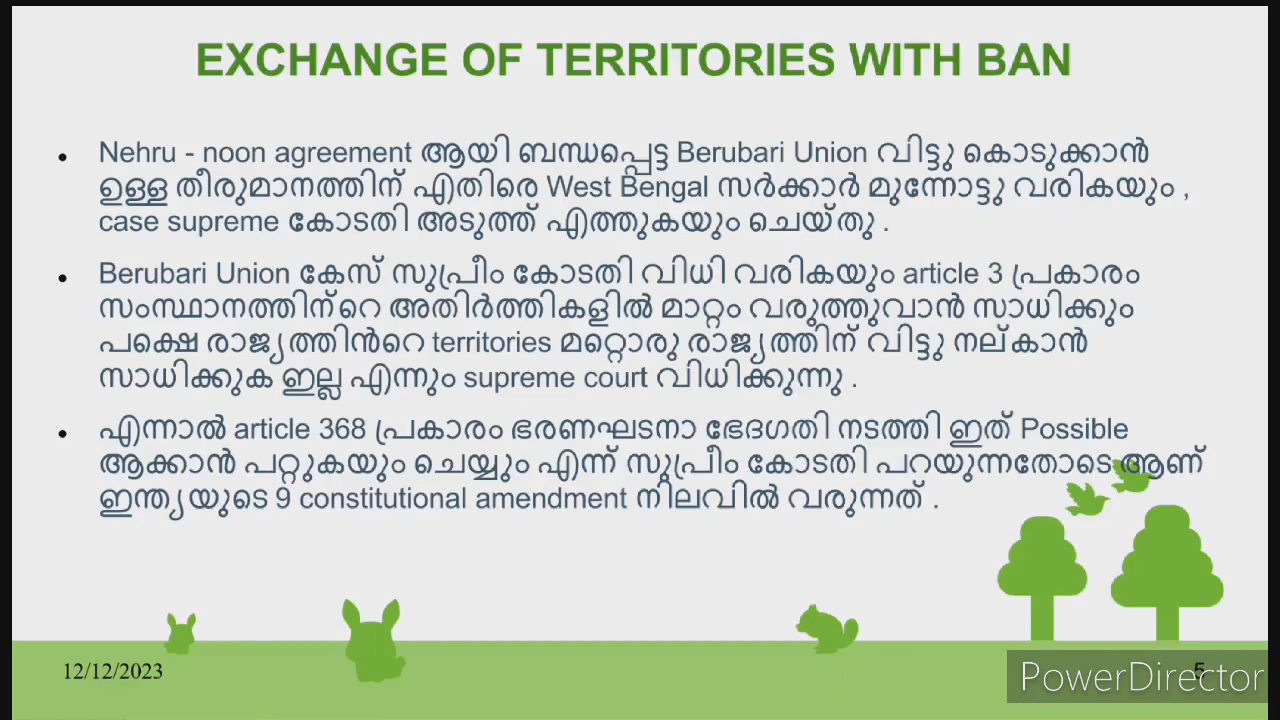 EXCHANGE OF TERRITORIES WITH BAN
• Nehru - noon agreement ആയി ബന്ധപ്പെട്ട Berubari Union വിട്ടു കൊടുക്കാൻ
ഉള്ള തീരുമാനത്തിന് എതിരെ West Bengal സർക്കാർ മുന്നോട്ടു വരികയും ,
case supreme കോടതി അടുത്ത് എത്തുകയും ചെയ്തു .
• Berubari Union കേസ് സുപ്രീം കോടതി വിധി വരികയും article 3 പ്രകാരം
സംസ്ഥാനത്തിന്റെ അതിർത്തികളിൽ മാറ്റം വരുത്തുവാൻ സാധിക്കും
പക്ഷെ രാജ്യത്തിൻറെ territories മറ്റൊരു രാജ്യത്തിന് വിട്ടു നല്കാൻ
സാധിക്കുക ഇല്ല എന്നും supreme court വിധിക്കുന്നു .
• എന്നാൽ article 368 പ്രകാരം ഭരണഘടനാ ഭേദഗതി നടത്തി ഇത് Possible
ആക്കാൻ പറ്റുകയും ചെയ്യും എന്ന് സുപ്രീം കോടതി പറയുന്നതോടെ ആണ്
ഇന്ത്യയുടെ 9 constitutional amendment നിലവിൽ വരുന്നത് .
12/12/2023
5
PowerDirector